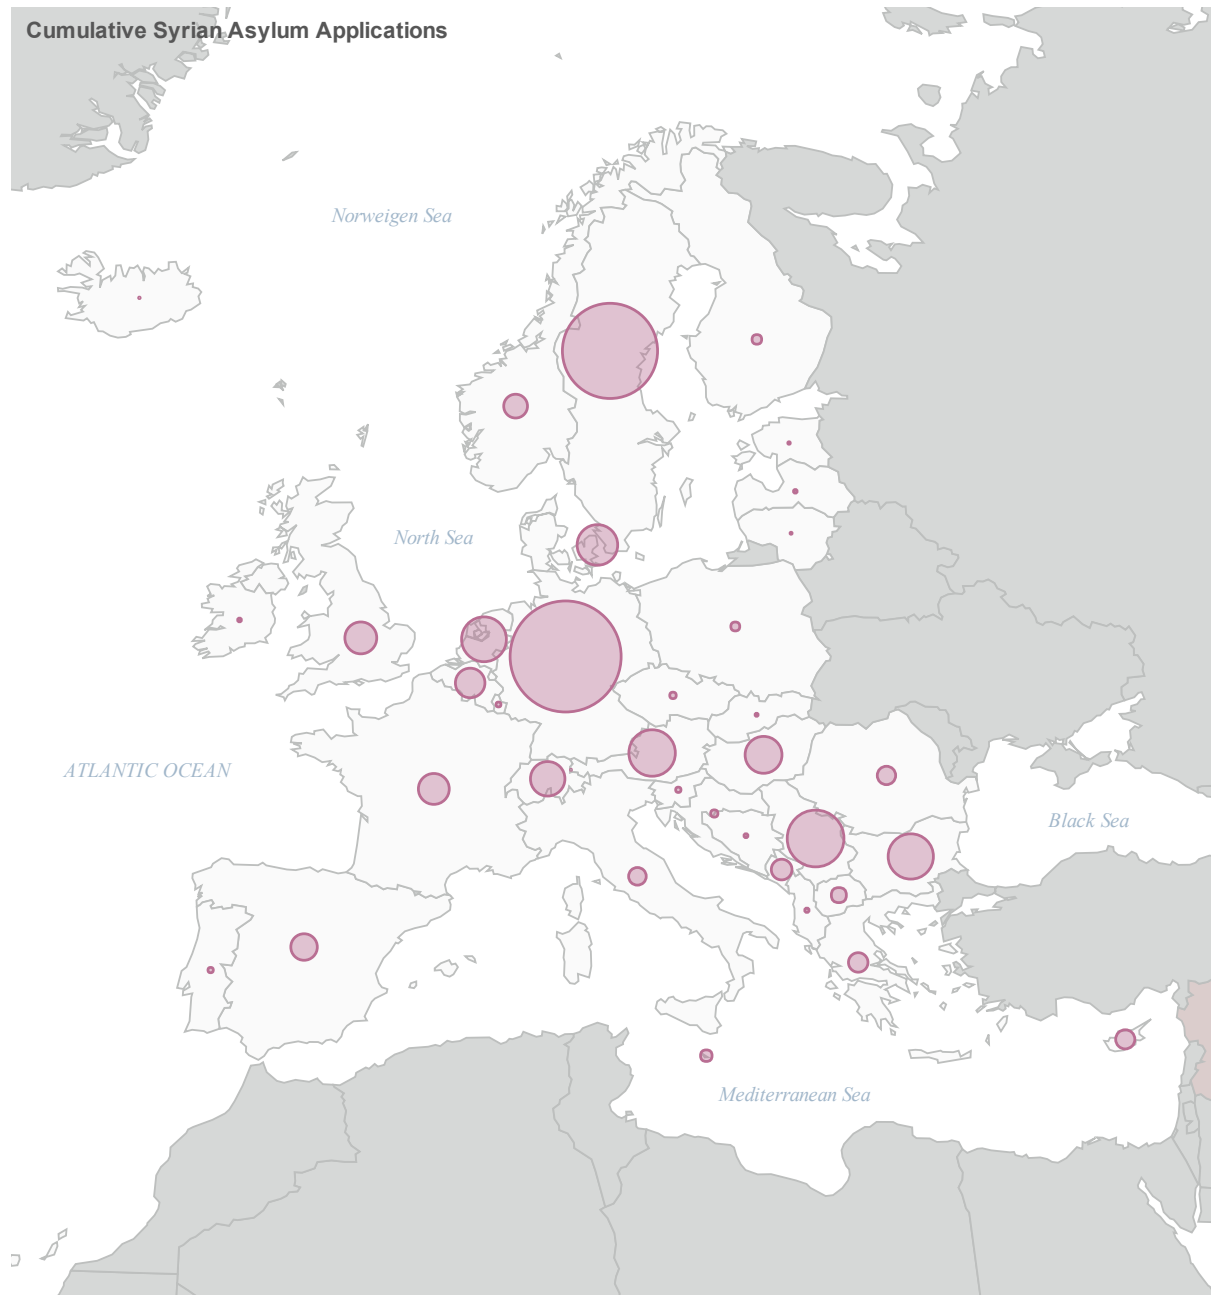 Cumulative Syrian Asylum Applications
Norweigen Sea
North Sea
ATLANTIC OCEAN
Black Sea
Mediterranean Sea